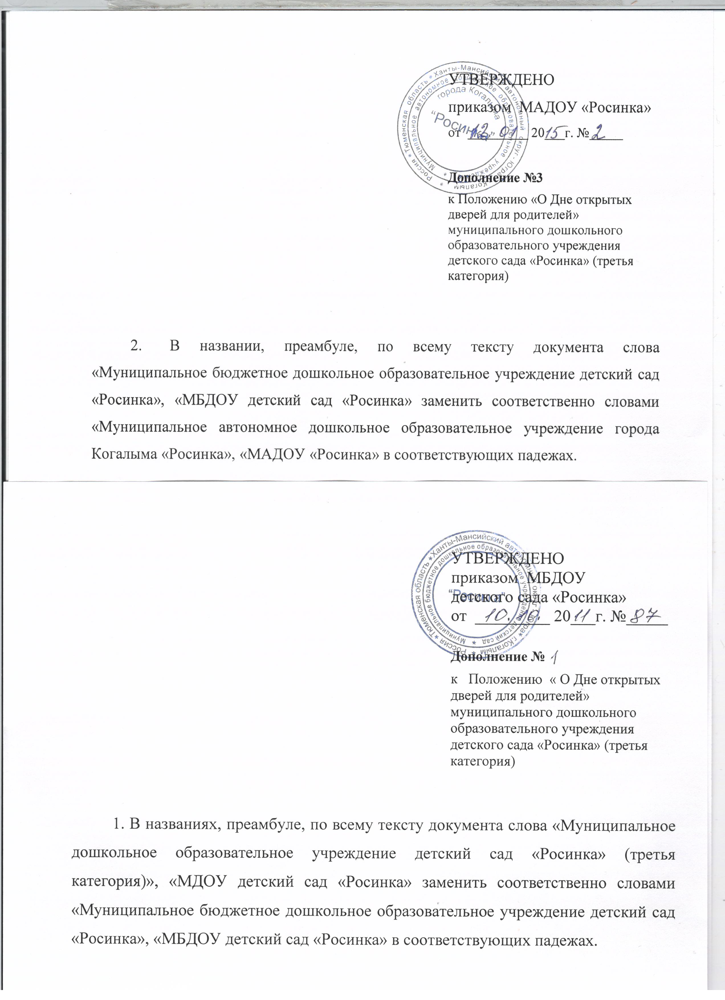 УТВЕРЖДЕНО
приказом МАДОУ «Росинка»
от 12 01 2015 г. № 2
Россия * Тюменская область * Ханты-Мансийский автономный округ - Югра * Когалым *
Муниципальное автономное дошкольное образовательное учреждение *
города Когалыма
“Росинка”
Дополнение №3
к Положению «О Дне открытых
дверей для родителей»
муниципального дошкольного
образовательного учреждения
детского сада «Росинка» (третья
категория)
2. В названии, преамбуле, по всему тексту документа слова
«Муниципальное бюджетное дошкольное образовательное учреждение детский сад
«Росинка», «МБДОУ детский сад «Росинка» заменить соответственно словами
«Муниципальное автономное дошкольное образовательное учреждение города
Когалыма «Росинка», «МАДОУ «Росинка» в соответствующих падежах.
УТВЕРЖДЕНО
приказом МБДОУ
детского сада «Росинка»
от 10. 10. 2011 г. № 87
Россия * Тюменская область * Ханты-Мансийский автономный округ - Югра * г.Когалым *
Муниципальное бюджетное дошкольное образовательное учреждение детский сад *
“Росинка”
Дополнение № 1
к Положению « О Дне открытых
дверей для родителей»
муниципального дошкольного
образовательного учреждения
детского сада «Росинка» (третья
категория)
1. В названиях, преамбуле, по всему тексту документа слова «Муниципальное
дошкольное образовательное учреждение детский сад «Росинка» (третья
категория)», «МДОУ детский сад «Росинка» заменить соответственно словами
«Муниципальное бюджетное дошкольное образовательное учреждение детский сад
«Росинка», «МБДОУ детский сад «Росинка» в соответствующих падежах.